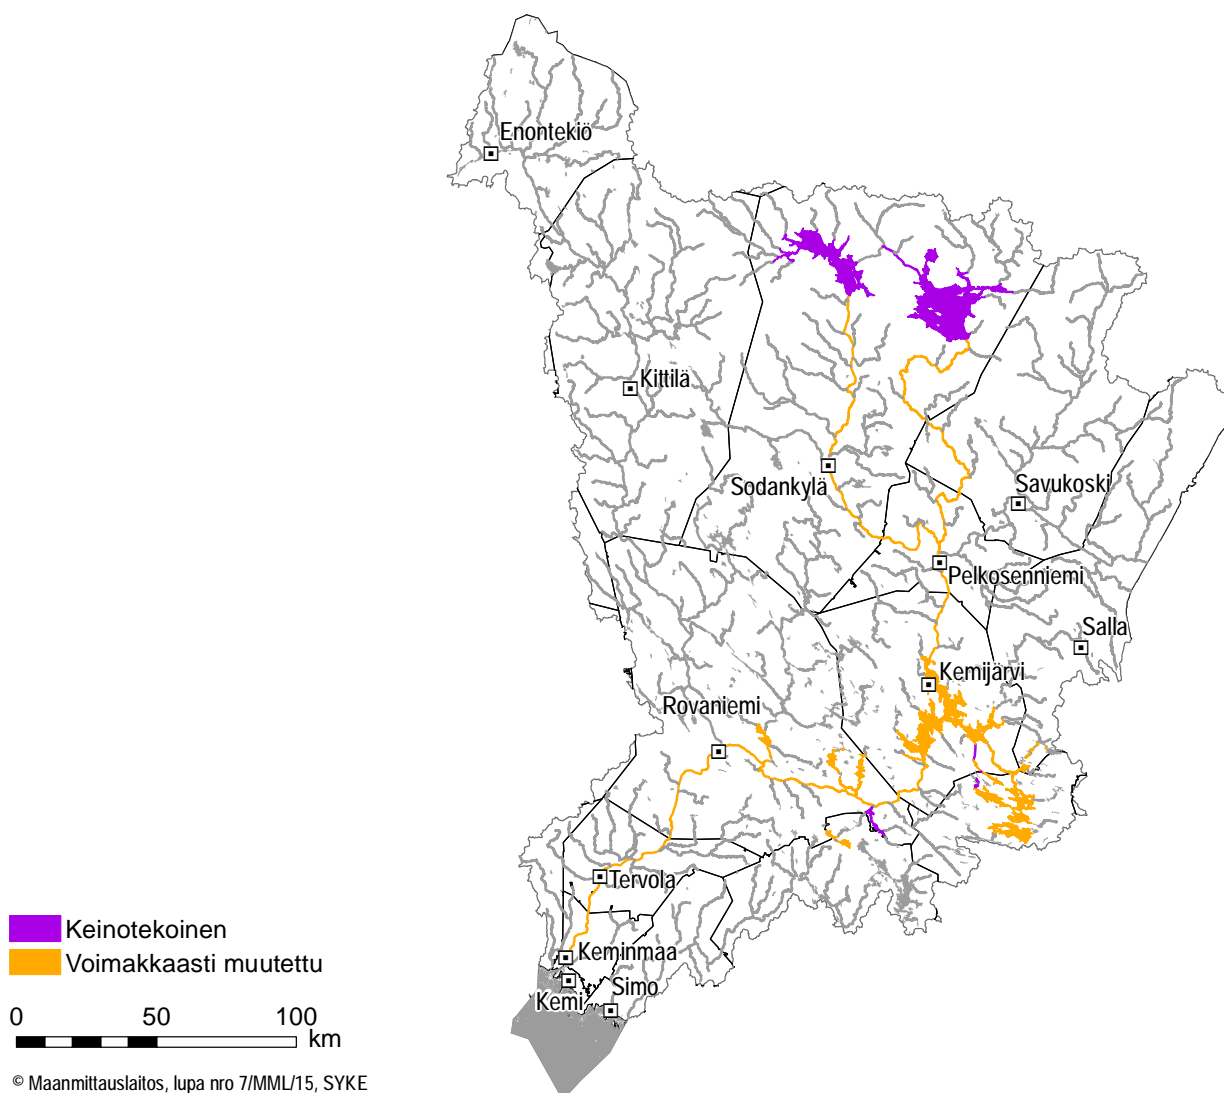 Enontekiö
Kittilä
Sodankylä
Savukoski
Pelkosenniemi
Salla
Kemijärvi
Rovaniemi
Tervola
Keinotekoinen
Voimakkaasti muutettu
Keminmaa
Kemi
Simo
0 50 100
km
© Maanmittauslaitos, lupa nro 7/MML/15, SYKE